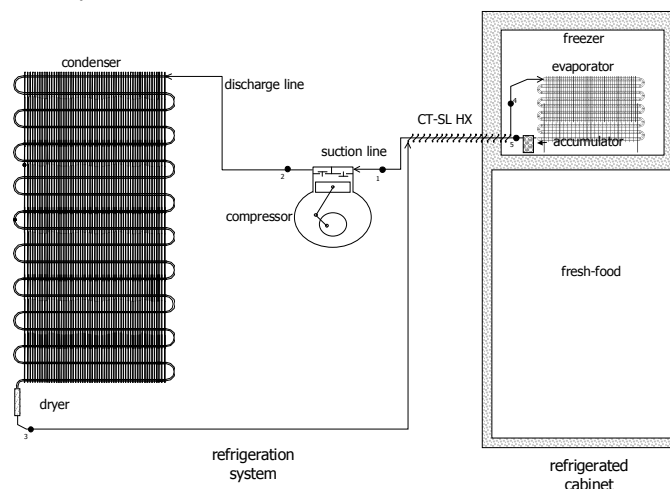 freezer
condenser
evaporator
discharge line
4
CT-SL HX
5
accumulator
suction line
2
1
compressor
fresh-food
dryer
3
refrigeration
system
refrigerated
cabinet